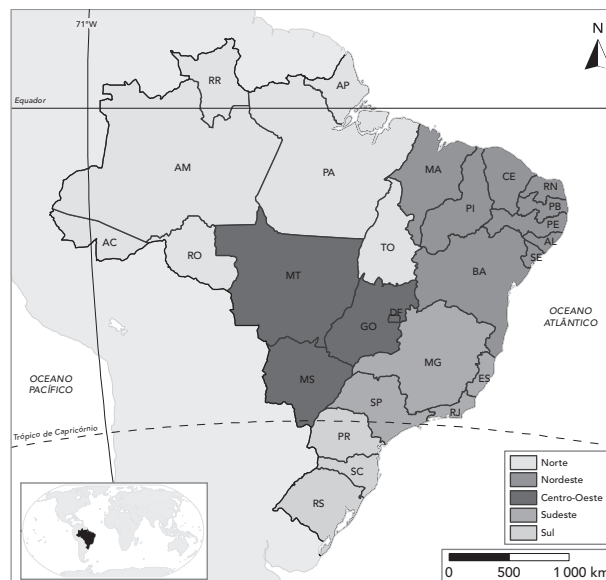 71°W
N
RR
AP
Equador
AM
PA
MA
CE
RN
PB
PE
AL
SE
PI
AC
RO
TO
BA
MT
DF
GO
OCEANO
ATLÂNTICO
MG
ES
MS
OCEANO
PACÍFICO
SP
RJ
Trópico de Capricórnio
PR
SC
RS
Norte
Nordeste
Centro-Oeste
Sudeste
Sul
0 500 1 000 km